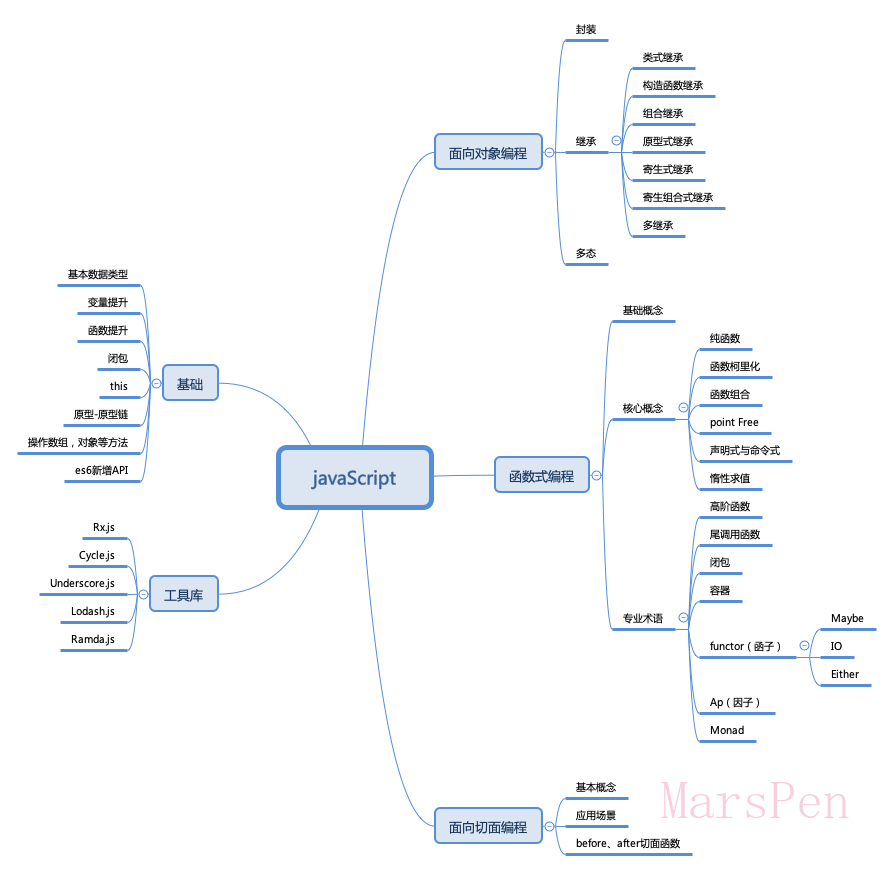 javaScript
面向对象编程
封装
继承
类式继承
构造函数继承
组合继承
原型式继承
寄生式继承
寄生组合式继承
多继承
多态
函数式编程
基础概念
核心概念
纯函数
函数柯里化
函数组合
point Free
声明式与命令式
惰性求值
专业术语
高阶函数
尾调用函数
闭包
容器
functor（函子）
Maybe
IO
Either
Ap（因子）
Monad
面向切面编程
基本概念
应用场景
before、after切面函数
基础
基本数据类型
变量提升
函数提升
闭包
this
原型-原型链
操作数组，对象等方法
es6新增API
工具库
Rx.js
Cycle.js
Underscore.js
Lodash.js
Ramda.js
MarsPen